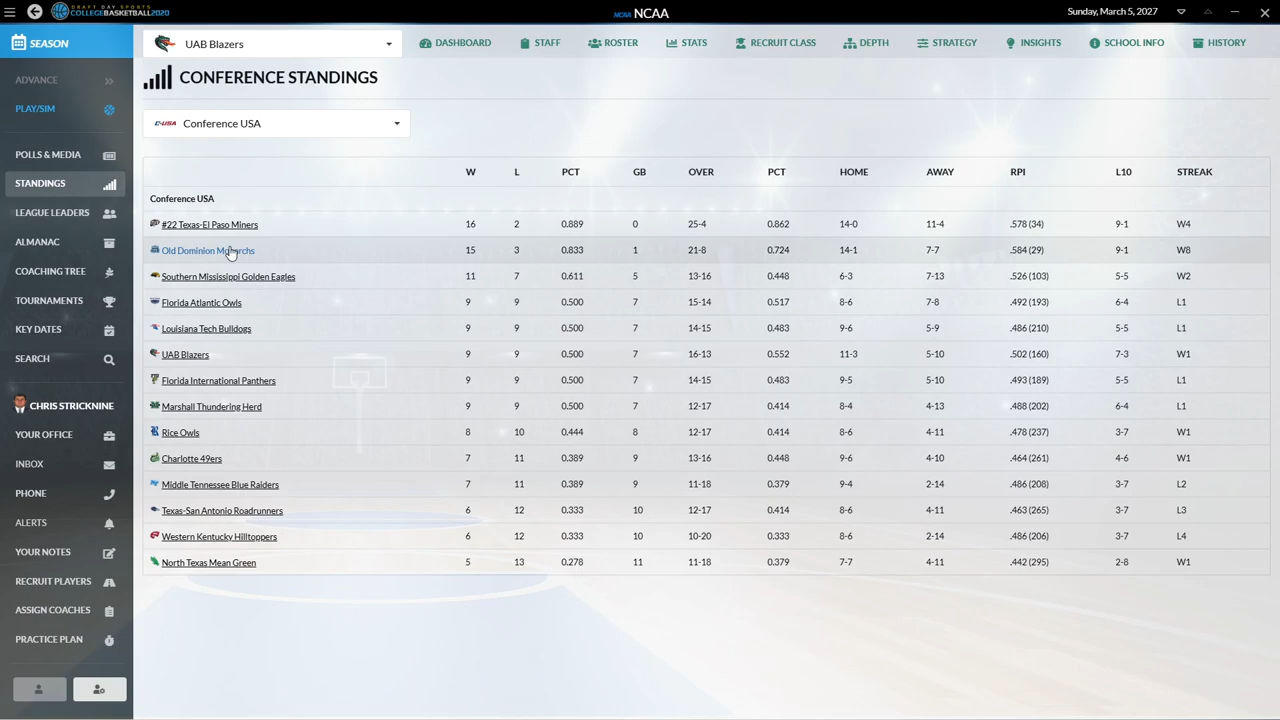 DRAFT DAY SPORTS
COLLEGE BASKETBALL 2020
NCAA NCAA
Sunday, March 5, 2027
SEASON
UAB Blazers
DASHBOARD
STAFF
ROSTER
STATS
RECRUIT CLASS
DEPTH
STRATEGY
INSIGHTS
SCHOOL INFO
HISTORY
ADVANCE
PLAY/SIM
POLLS & MEDIA
STANDINGS
LEAGUE LEADERS
ALMANAC
COACHING TREE
TOURNAMENTS
KEY DATES
SEARCH
CHRIS STRICKNINE
YOUR OFFICE
INBOX
PHONE
ALERTS
YOUR NOTES
RECRUIT PLAYERS
ASSIGN COACHES
PRACTICE PLAN
CONFERENCE STANDINGS
C-USA Conference USA
W L PCT GB OVER PCT HOME AWAY RPI L10 STREAK
Conference USA
#22 Texas-El Paso Miners 16 2 0.889 0 25-4 0.862 14-0 11-4 .578 (34) 9-1 W4
Old Dominion Monarchs 15 3 0.833 1 21-8 0.724 14-1 7-7 .584 (29) 9-1 W8
Southern Mississippi Golden Eagles 11 7 0.611 5 13-16 0.448 6-3 7-13 .526 (103) 5-5 W2
Florida Atlantic Owls 9 9 0.500 7 15-14 0.517 8-6 7-8 .492 (193) 6-4 L1
Louisiana Tech Bulldogs 9 9 0.500 7 14-15 0.483 9-6 5-9 .486 (210) 5-5 L1
UAB Blazers 9 9 0.500 7 16-13 0.552 11-3 5-10 .502 (160) 7-3 W1
Florida International Panthers 9 9 0.500 7 14-15 0.483 9-5 5-10 .493 (189) 5-5 L1
Marshall Thundering Herd 9 9 0.500 7 12-17 0.414 8-4 4-13 .488 (202) 6-4 L1
Rice Owls 8 10 0.444 8 12-17 0.414 8-6 4-11 .478 (237) 3-7 W1
Charlotte 49ers 7 11 0.389 9 13-16 0.448 9-6 4-10 .464 (261) 4-6 W1
Middle Tennessee Blue Raiders 7 11 0.389 9 11-18 0.379 9-4 2-14 .486 (208) 3-7 L2
Texas-San Antonio Roadrunners 6 12 0.333 10 12-17 0.414 8-6 4-11 .463 (265) 3-7 L3
Western Kentucky Hilltoppers 6 12 0.333 10 10-20 0.333 8-6 2-14 .486 (206) 3-7 L4
North Texas Mean Green 5 13 0.278 11 11-18 0.379 7-7 4-11 .442 (295) 2-8 W1